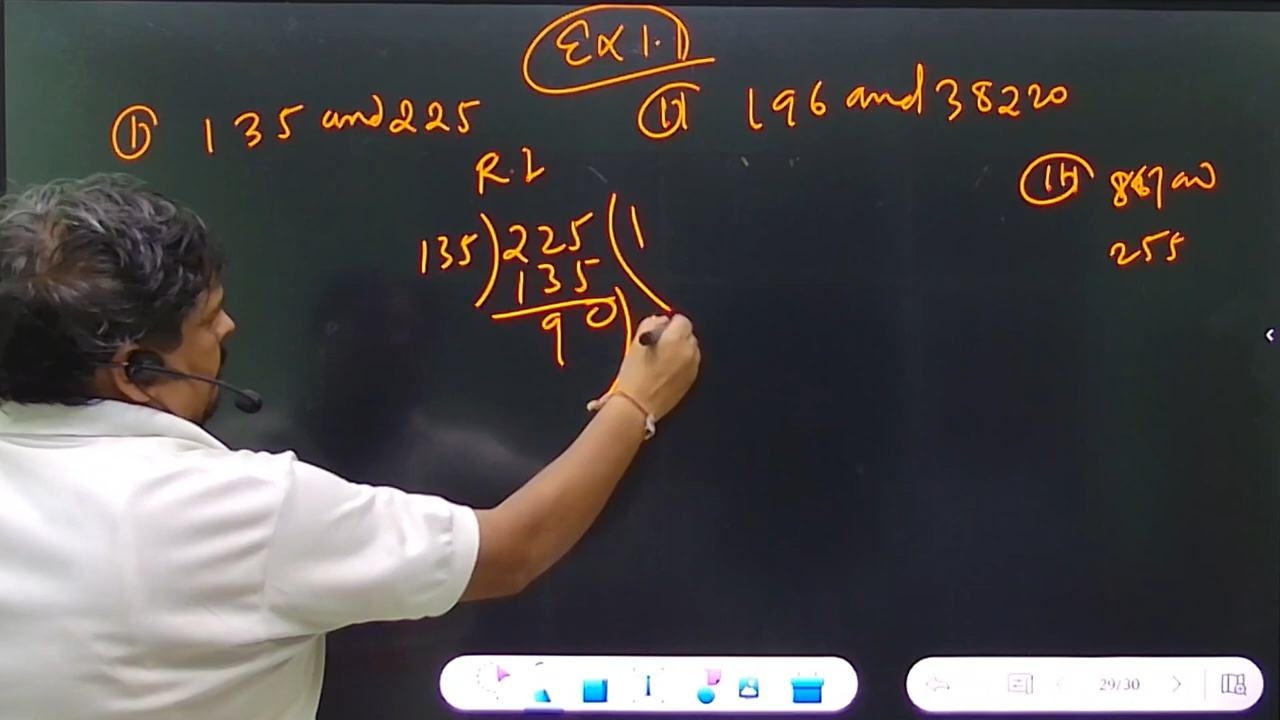 Ex 1.1
(i) 135 and 225
(ii) 196 and 38220
R.I
(iii) 867 an
255
135) 225 (1
135
90)
29/30